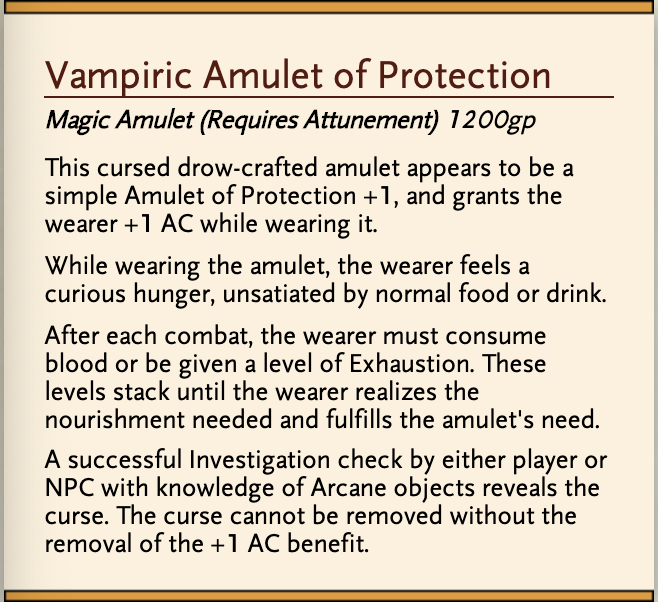 Vampiric Amulet of Protection
Magic Amulet (Requires Attunement) 1200gp
This cursed drow-crafted amulet appears to be a
simple Amulet of Protection +1, and grants the
wearer +1 AC while wearing it.
While wearing the amulet, the wearer feels a
curious hunger, unsatiated by normal food or drink.
After each combat, the wearer must consume
blood or be given a level of Exhaustion. These
levels stack until the wearer realizes the
nourishment needed and fulfills the amulet's need.
A successful Investigation check by either player or
NPC with knowledge of Arcane objects reveals the
curse. The curse cannot be removed without the
removal of the +1 AC benefit.